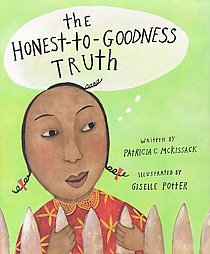 the
HONEST-to-GOODNESS
TRUTH
WRITTEN BY
PATRICIA C. MCKISSACK
ILLUSTRATED BY
GISELLE POTTER